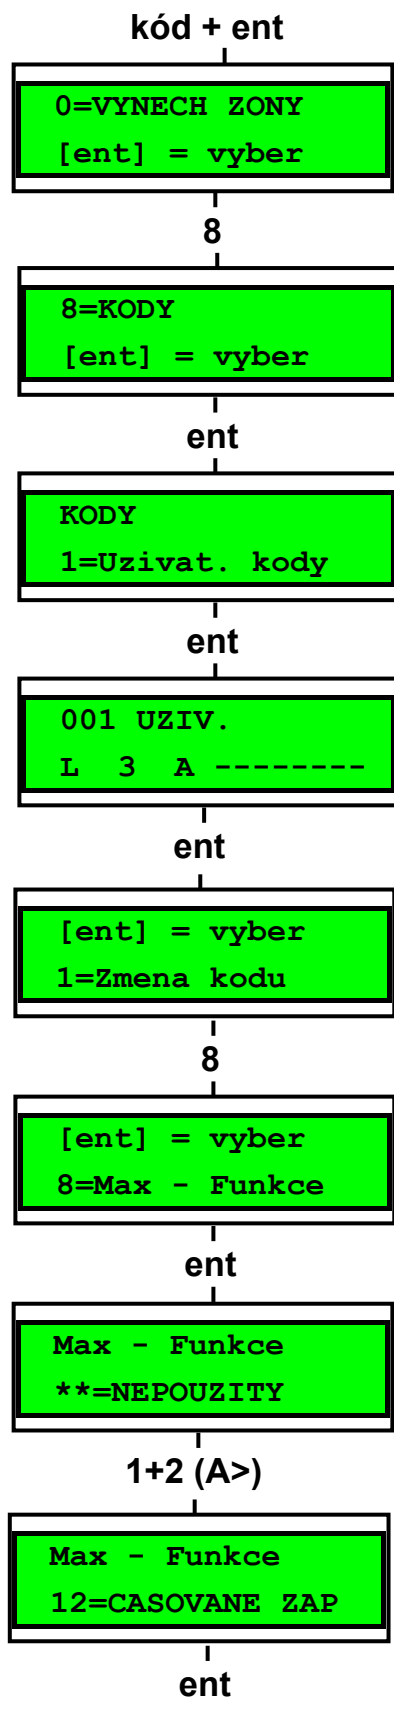 kód + ent
0=VYNECH ZONY
[ent] = vyber
8
8=KODY
[ent] = vyber
ent
KODY
1=Uzivat. kody
ent
001 UZIV.
L 3 A --------
ent
[ent] = vyber
1=Zmena kodu
8
[ent] = vyber
8=Max - Funkce
ent
Max - Funkce
**=NEPOUZITY
1+2 (A>)
Max - Funkce
12=CASOVANE ZAP
ent